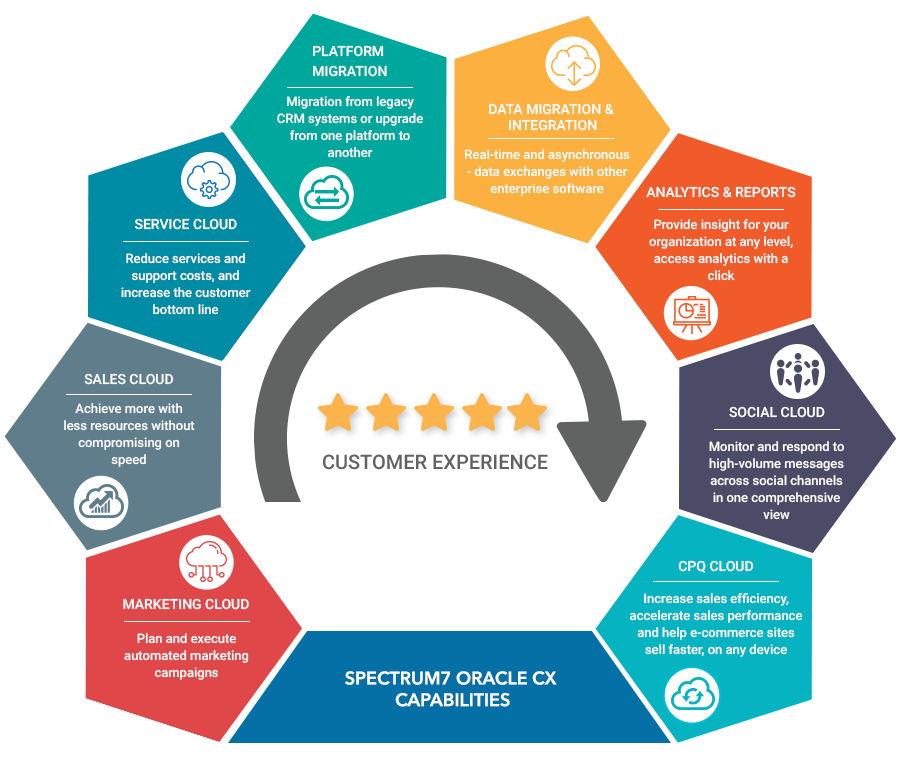 PLATFORM
MIGRATION
Migration from legacy
CRM systems or upgrade
from one platform to
another
DATA MIGRATION &
INTEGRATION
Real-time and asynchronous
- data exchanges with other
enterprise software
ANALYTICS & REPORTS
Provide insight for your
organization at any level,
access analytics with a
click
SERVICE CLOUD
Reduce services and
support costs, and
increase the customer
bottom line
SALES CLOUD
Achieve more with
less resources without
compromising on
speed
SOCIAL CLOUD
Monitor and respond to
high-volume messages
across social channels
in one comprehensive
view
CUSTOMER EXPERIENCE
MARKETING CLOUD
Plan and execute
automated marketing
campaigns
CPQ CLOUD
Increase sales efficiency,
accelerate sales performance
and help e-commerce sites
sell faster, on any device
SPECTRUM7 ORACLE CX
CAPABILITIES